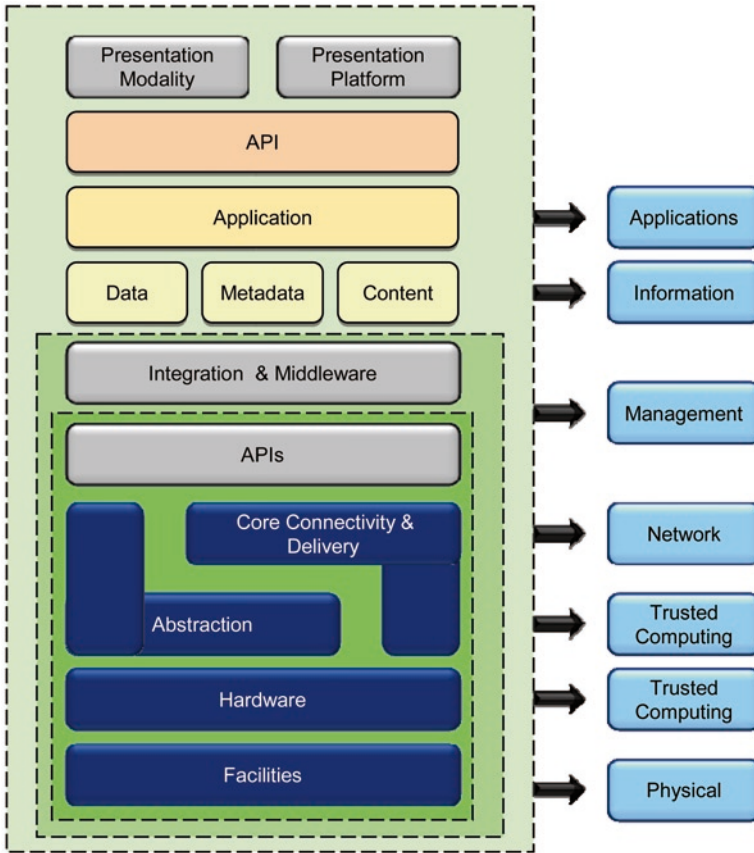 Presentation
Modality
Presentation
Platform
API
Application
Applications
Data
Metadata
Content
Information
Integration & Middleware
Management
APIs
Core Connectivity &
Delivery
Network
Abstraction
Trusted
Computing
Hardware
Trusted
Computing
Facilities
Physical